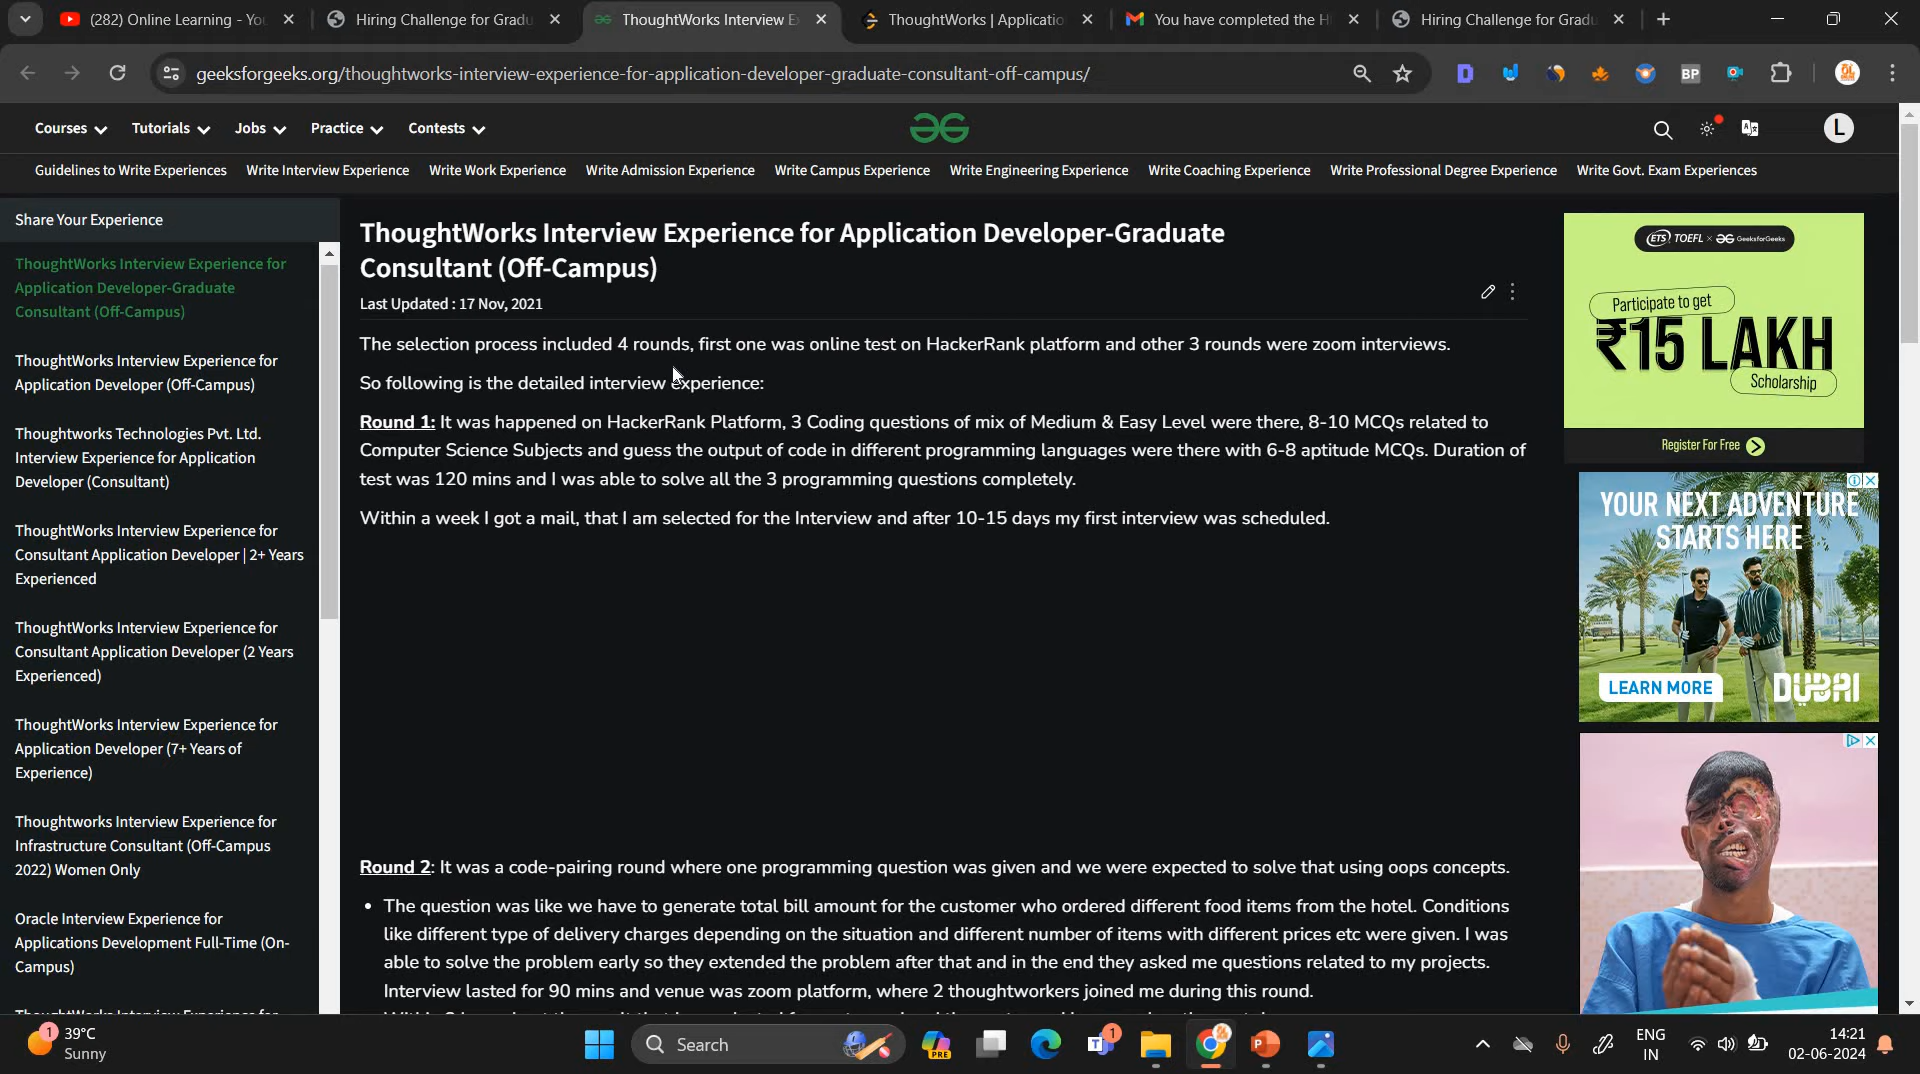 (282) Online Learning - You
Hiring Challenge for Gradu
ThoughtWorks Interview E
ThoughtWorks | Applicatio
You have completed the H
Hiring Challenge for Gradu
geeksforgeeks.org/thoughtworks-interview-experience-for-application-developer-graduate-consultant-off-campus/
BP
Courses
Tutorials
Jobs
Practice
Contests
L
Guidelines to Write Experiences
Write Interview Experience
Write Work Experience
Write Admission Experience
Write Campus Experience
Write Engineering Experience
Write Coaching Experience
Write Professional Degree Experience
Write Govt. Exam Experiences
Share Your Experience
ThoughtWorks Interview Experience for
Application Developer-Graduate
Consultant (Off-Campus)
ThoughtWorks Interview Experience for
Application Developer (Off-Campus)
Thoughtworks Technologies Pvt. Ltd.
Interview Experience for Application
Developer (Consultant)
ThoughtWorks Interview Experience for
Consultant Application Developer | 2+ Years
Experienced
ThoughtWorks Interview Experience for
Consultant Application Developer (2 Years
Experienced)
ThoughtWorks Interview Experience for
Application Developer (7+ Years of
Experience)
Thoughtworks Interview Experience for
Infrastructure Consultant (Off-Campus
2022) Women Only
Oracle Interview Experience for
Applications Development Full-Time (On-
Campus)
ThoughtWorks Interview Experience for Application Developer-Graduate
Consultant (Off-Campus)
Last Updated : 17 Nov, 2021
The selection process included 4 rounds, first one was online test on HackerRank platform and other 3 rounds were zoom interviews.
So following is the detailed interview experience:
Round 1: It was happened on HackerRank Platform, 3 Coding questions of mix of Medium & Easy Level were there, 8-10 MCQs related to
Computer Science Subjects and guess the output of code in different programming languages were there with 6-8 aptitude MCQs. Duration of
test was 120 mins and I was able to solve all the 3 programming questions completely.
Within a week I got a mail, that I am selected for the Interview and after 10-15 days my first interview was scheduled.
Round 2: It was a code-pairing round where one programming question was given and we were expected to solve that using oops concepts.
• The question was like we have to generate total bill amount for the customer who ordered different food items from the hotel. Conditions
like different type of delivery charges depending on the situation and different number of items with different prices etc were given. I was
able to solve the problem early so they extended the problem after that and in the end they asked me questions related to my projects.
Interview lasted for 90 mins and venue was zoom platform, where 2 thoughtworkers joined me during this round.
ETS TOEFL × GeeksforGeeks
Participate to get
₹15 LAKH
Scholarship
Register For Free
YOUR NEXT ADVENTURE
STARTS HERE
LEARN MORE
DUBAI
1
39°C
Sunny
Search
PRE
1
ENG
IN
14:21
02-06-2024